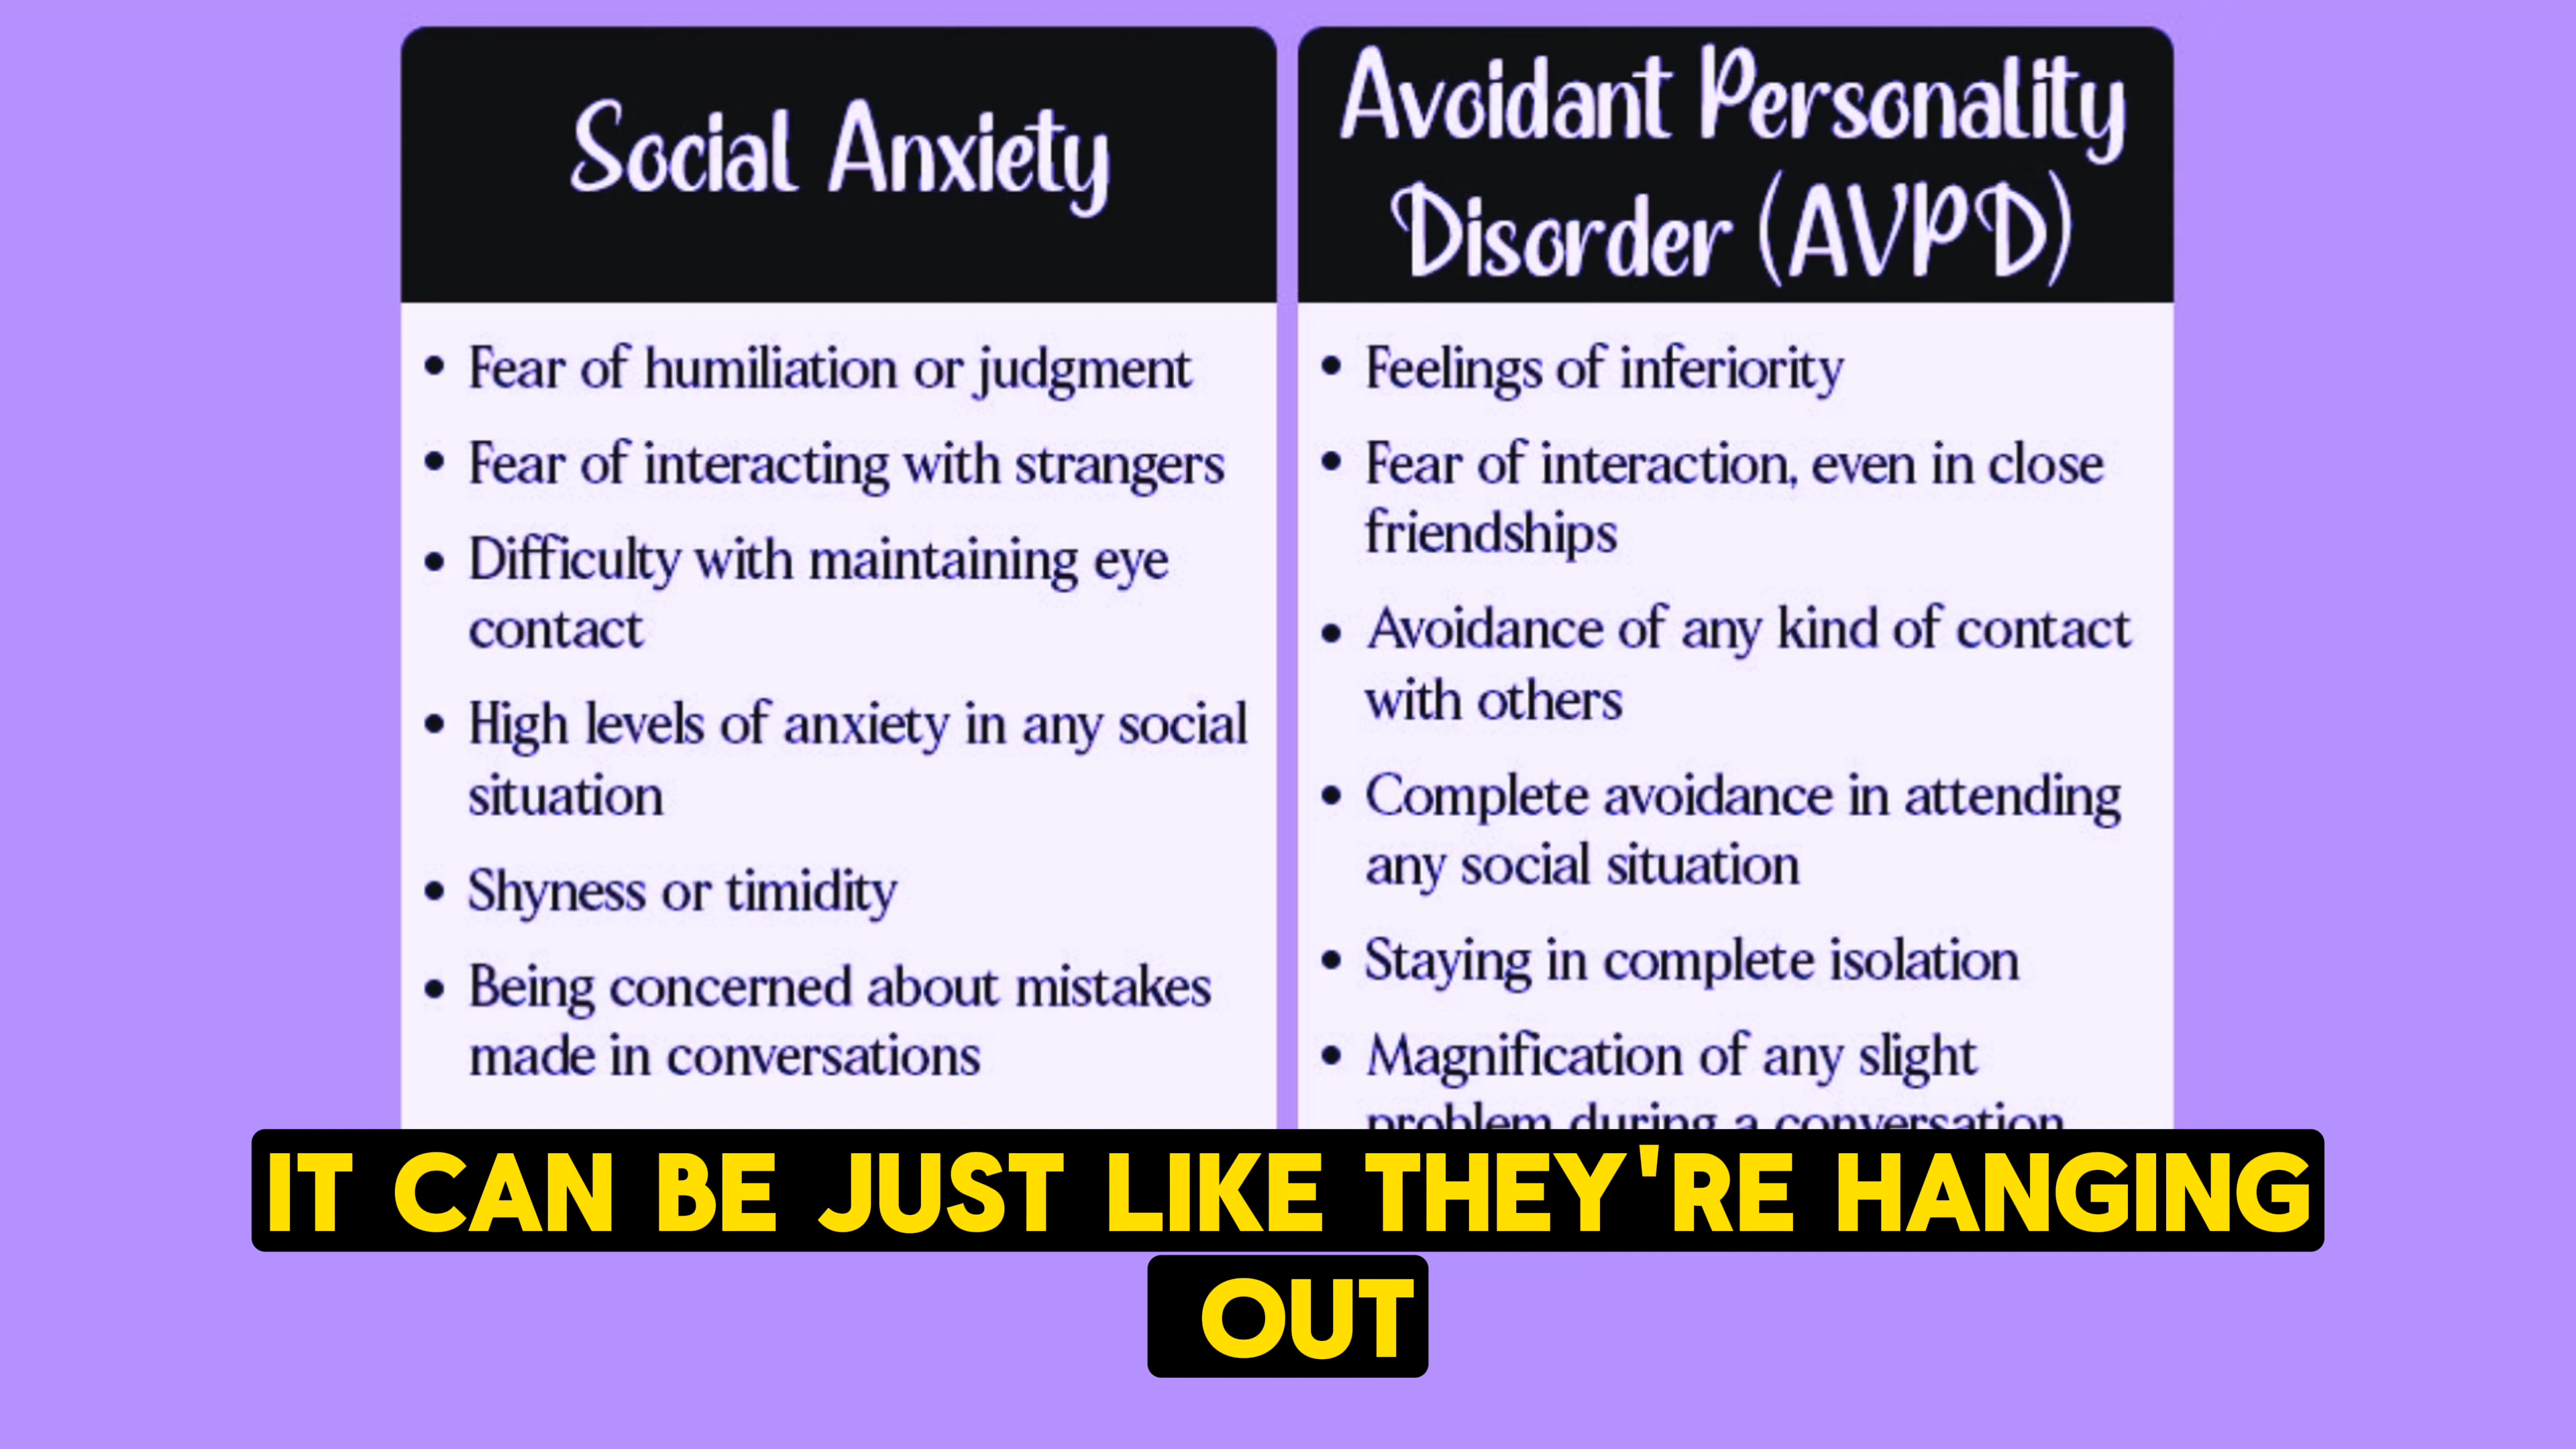 Social Anxiety
• Fear of humiliation or judgment
• Fear of interacting with strangers
• Difficulty with maintaining eye
contact
• High levels of anxiety in any social
situation
• Shyness or timidity
• Being concerned about mistakes
made in conversations
Avoidant Personality
Disorder (AVPD)
• Feelings of inferiority
• Fear of interaction, even in close
friendships
• Avoidance of any kind of contact
with others
• Complete avoidance in attending
any social situation
• Staying in complete isolation
• Magnification of any slight
problem during a conversation
IT CAN BE JUST LIKE THEY'RE HANGING
OUT